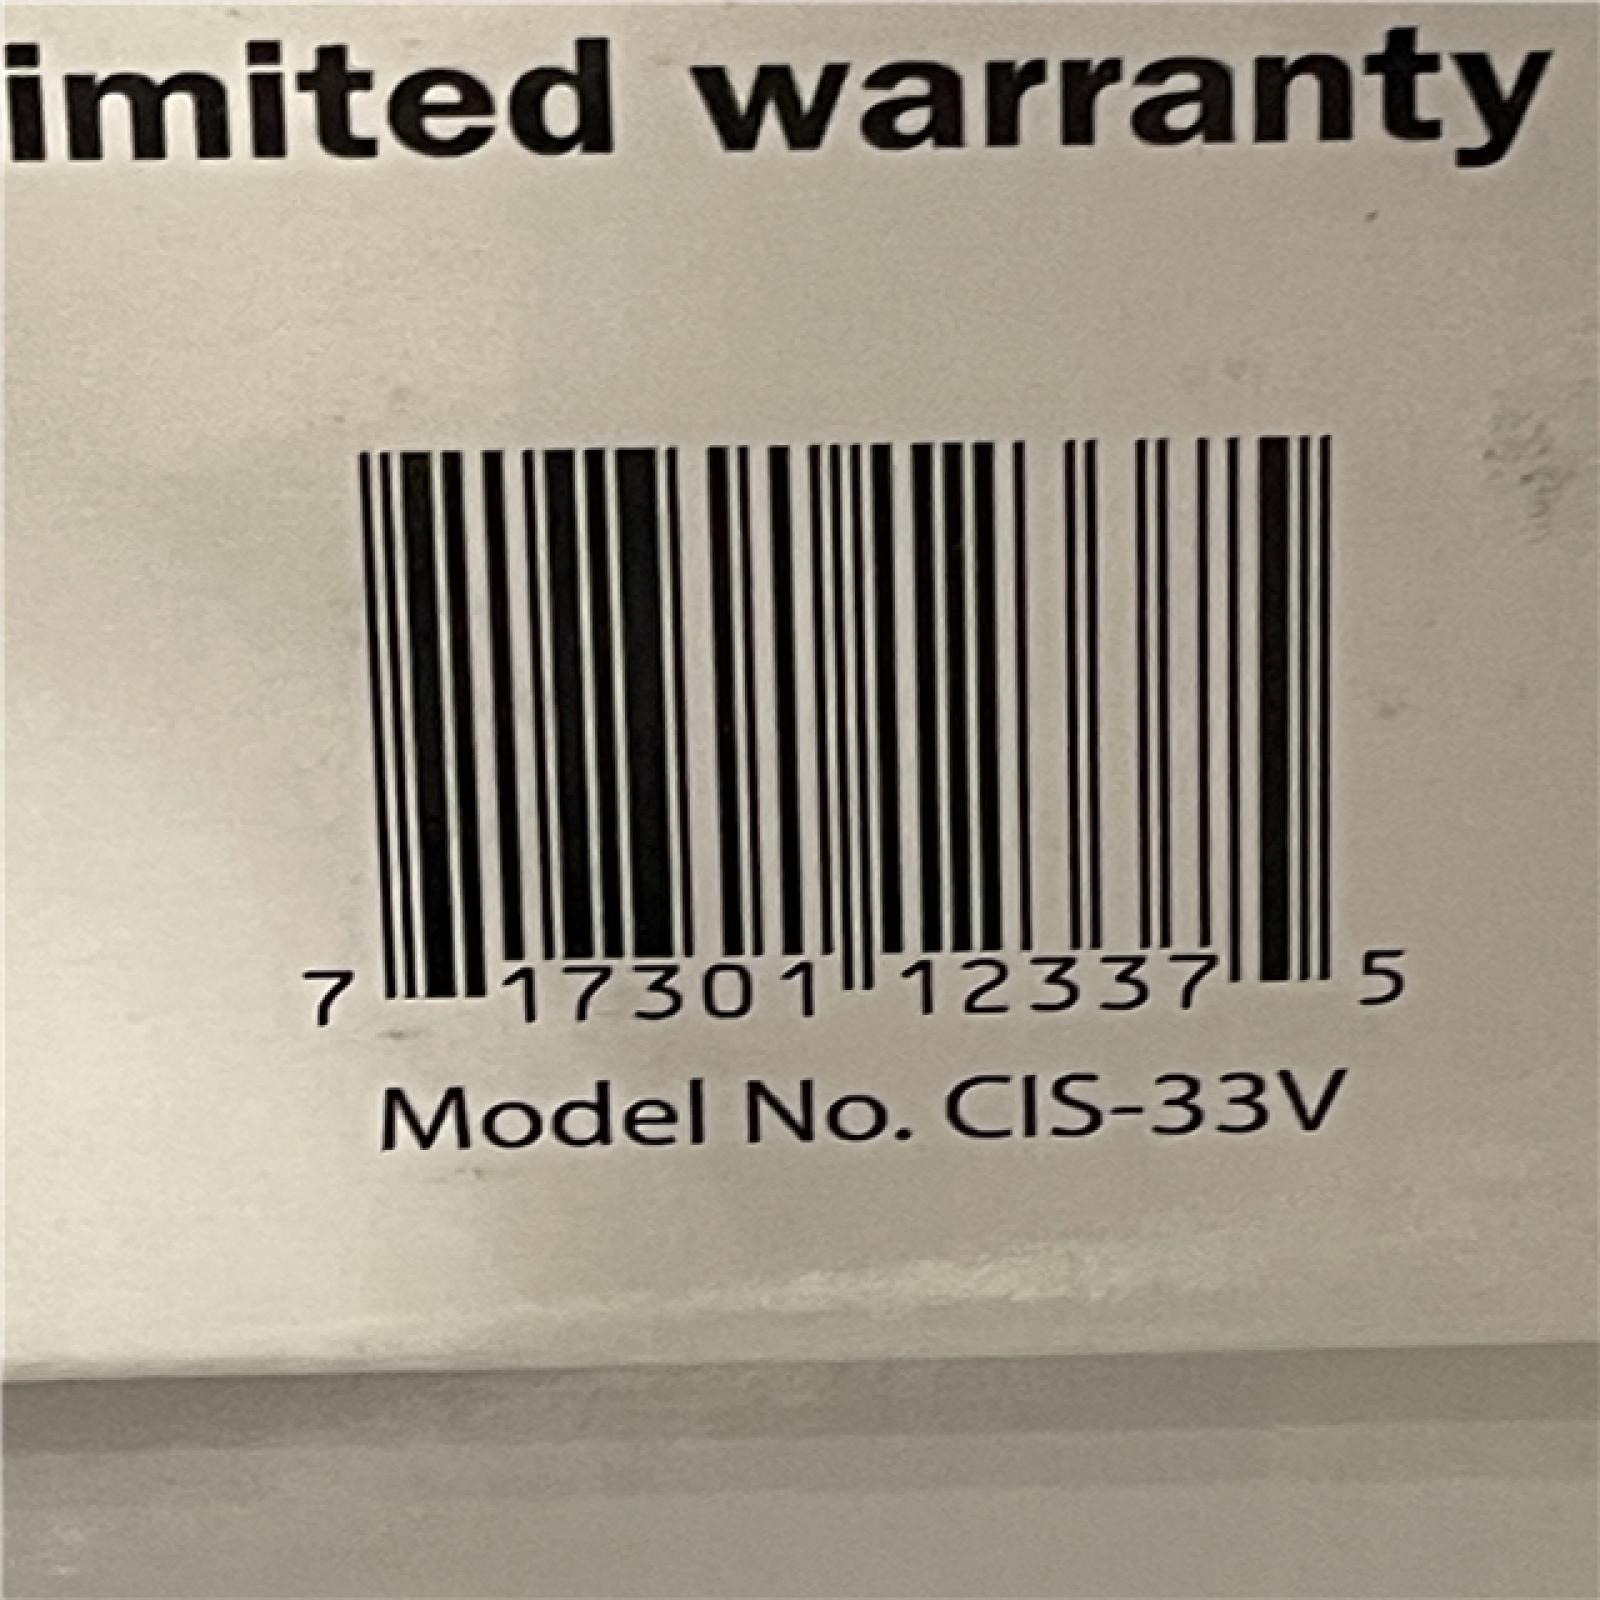 imited warranty
7 17301 12337 5
Model No. CIS-33V